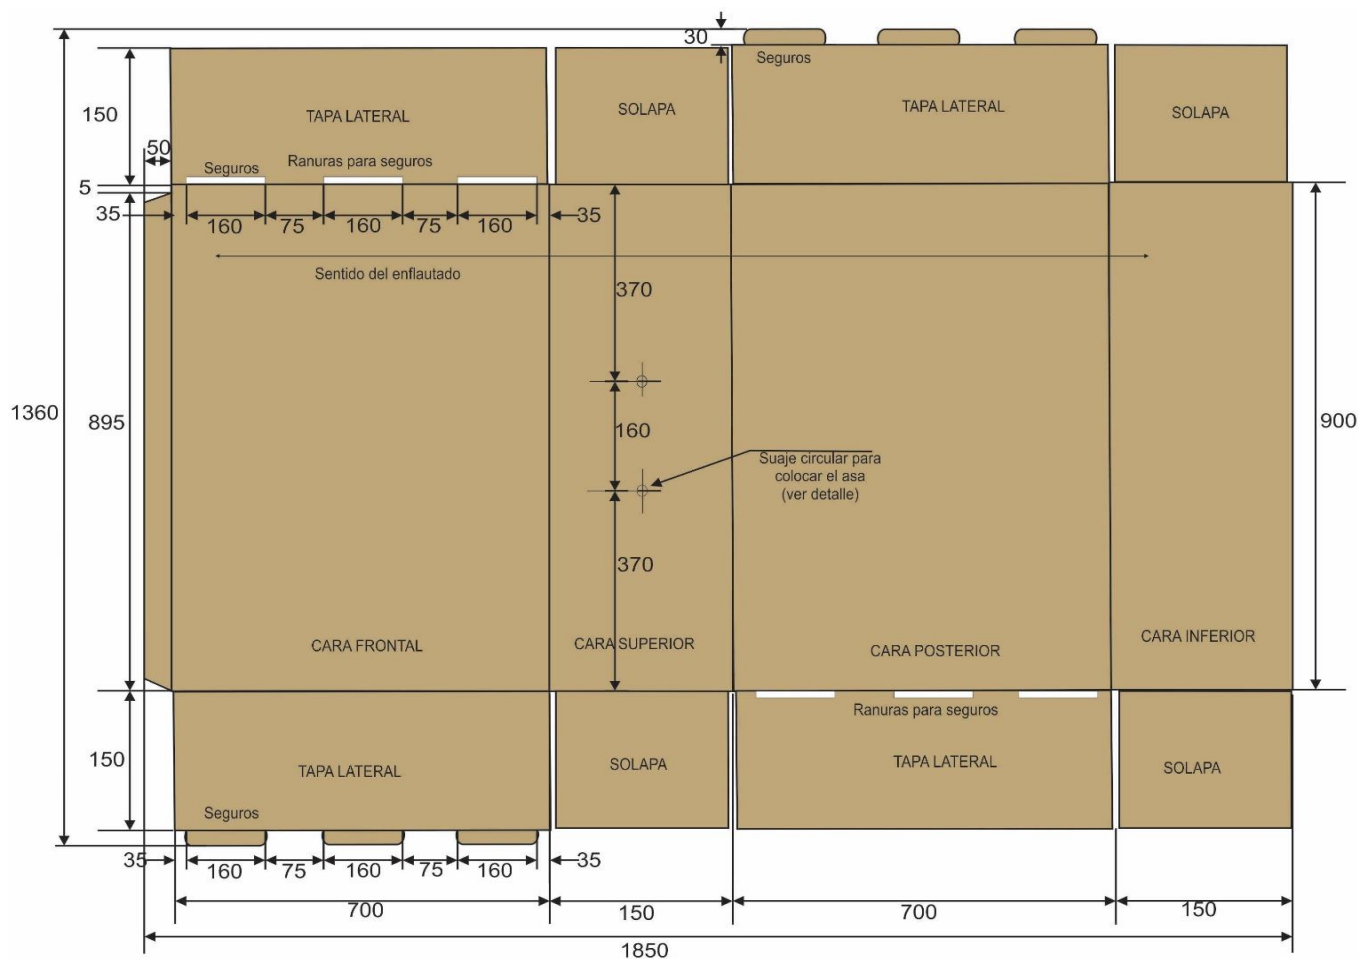 30
Seguros
TAPA LATERAL
SOLAPA
TAPA LATERAL
SOLAPA
150
50
Seguros
Ranuras para seguros
5
35
160
75
160
75
160
35
Sentido del enflautado
370
1360
895
160
900
Suaje circular para
colocar el asa
(ver detalle)
370
CARA FRONTAL
CARA SUPERIOR
CARA POSTERIOR
CARA INFERIOR
Ranuras para seguros
150
TAPA LATERAL
SOLAPA
TAPA LATERAL
SOLAPA
Seguros
35
160
75
160
75
160
35
700
150
700
150
1850